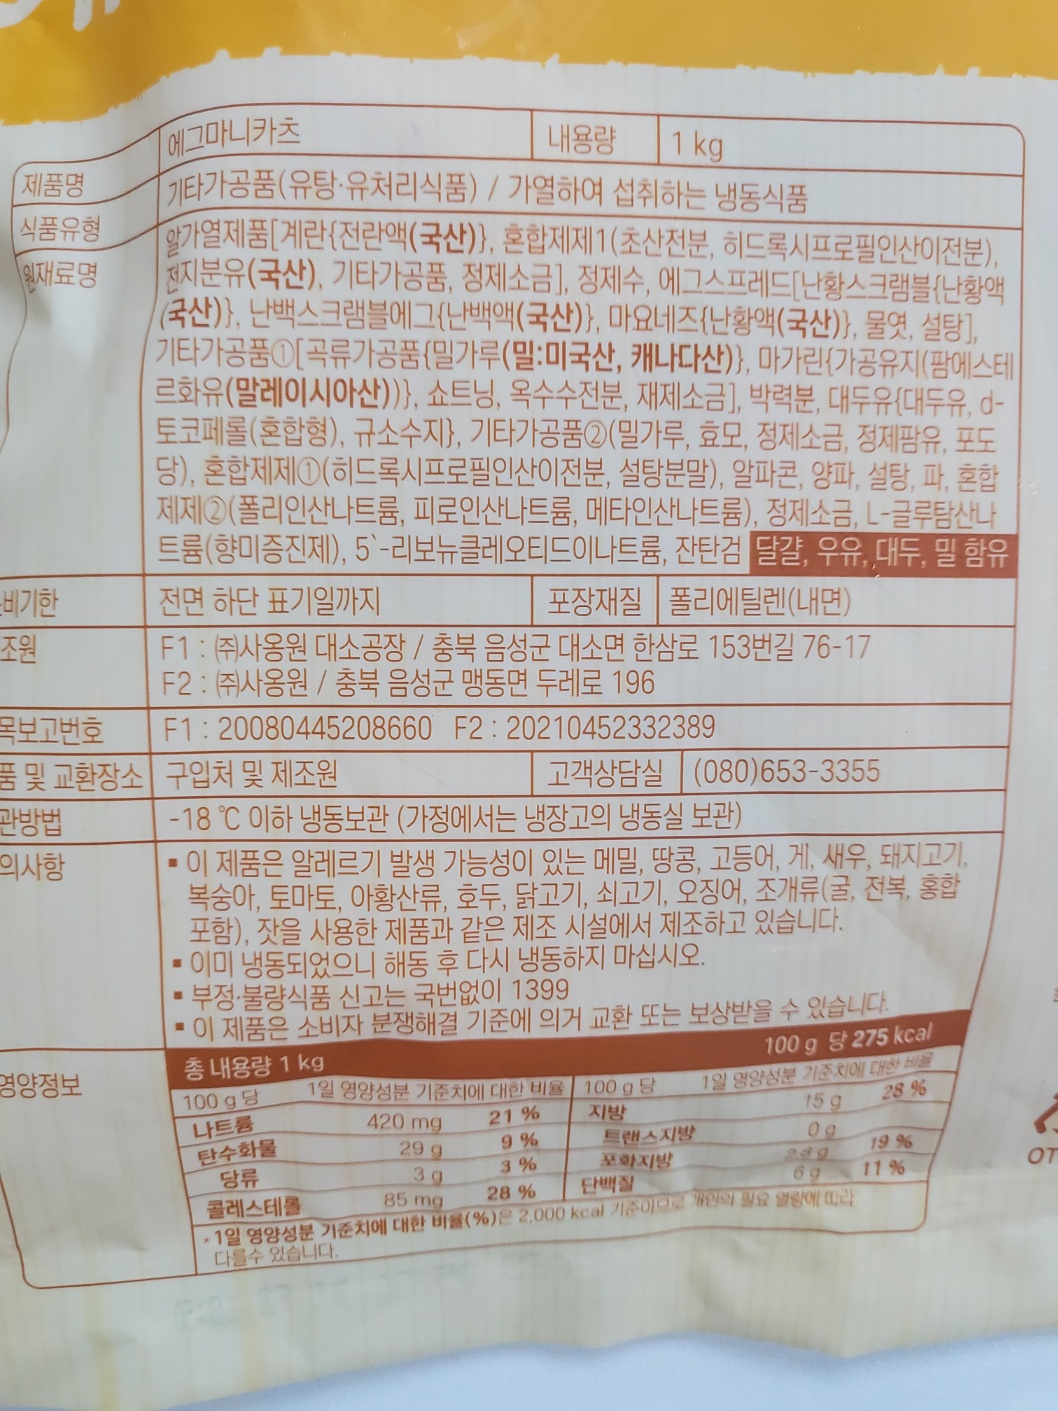 제품명 에그마니카츠 내용량 1 kg
식품유형 기타가공품(유탕·유처리식품) / 가열하여 섭취하는 냉동식품
원재료명 알가열제품[계란{전란액(국산)}, 혼합제제1(초산전분, 히드록시프로필인산이전분),
전지분유(국산), 기타가공품, 정제소금], 정제수, 에그스프레드[난황스크램블{난황액
(국산)}, 난백스크램블에그{난백액(국산)}, 마요네즈{난황액(국산)}, 물엿, 설탕],
기타가공품①[곡류가공품{밀가루(밀:미국산, 캐나다산)}, 마가린{가공유지(팜에스테
르화유(말레이시아산))}, 쇼트닝, 옥수수전분, 재제소금], 박력분, 대두유{대두유, d-
토코페롤(혼합형), 규소수지}, 기타가공품②(밀가루, 효모, 정제소금, 정제팜유, 포도
당), 혼합제제①(히드록시프로필인산이전분, 설탕분말), 알파콘, 양파, 설탕, 파, 혼합
제제②(폴리인산나트륨, 피로인산나트륨, 메타인산나트륨), 정제소금, L-글루탐산나
트륨(향미증진제), 5`-리보뉴클레오티드이나트륨, 잔탄검 달걀, 우유, 대두, 밀 함유
비기한 전면 하단 표기일까지 포장재질 폴리에틸렌(내면)
조원 F1 : ㈜사옹원 대소공장 / 충북 음성군 대소면 한삼로 153번길 76-17
F2 : ㈜사옹원 / 충북 음성군 맹동면 두레로 196
목보고번호 F1 : 20080445208660 F2 : 20210452332389
품 및 교환장소 구입처 및 제조원 고객상담실 (080)653-3355
관방법 -18 ℃ 이하 냉동보관 (가정에서는 냉장고의 냉동실 보관)
의사항 ▪ 이 제품은 알레르기 발생 가능성이 있는 메밀, 땅콩, 고등어, 게, 새우, 돼지고기,
복숭아, 토마토, 아황산류, 호두, 닭고기, 쇠고기, 오징어, 조개류(굴, 전복, 홍합
포함), 잣을 사용한 제품과 같은 제조 시설에서 제조하고 있습니다.
▪ 이미 냉동되었으니 해동 후 다시 냉동하지 마십시오.
▪ 부정·불량식품 신고는 국번없이 1399
▪ 이 제품은 소비자 분쟁해결 기준에 의거 교환 또는 보상받을 수 있습니다.
영양정보 총 내용량 1 kg 100 g 당 275 kcal
100 g 당 1일 영양성분 기준치에 대한 비율 100 g 당 1일 영양성분 기준치에 대한 비율
나트륨 420 mg 21 % 지방 15 g 28 %
탄수화물 29 g 9 % 트랜스지방 0 g
당류 3 g 3 % 포화지방 19 %
콜레스테롤 85 mg 28 % 단백질 6 g 11 %
* 1일 영양성분 기준치에 대한 비율(%)은 2,000 kcal 기준이므로 개인의 필요 열량에 따라
다를수 있습니다.
OT